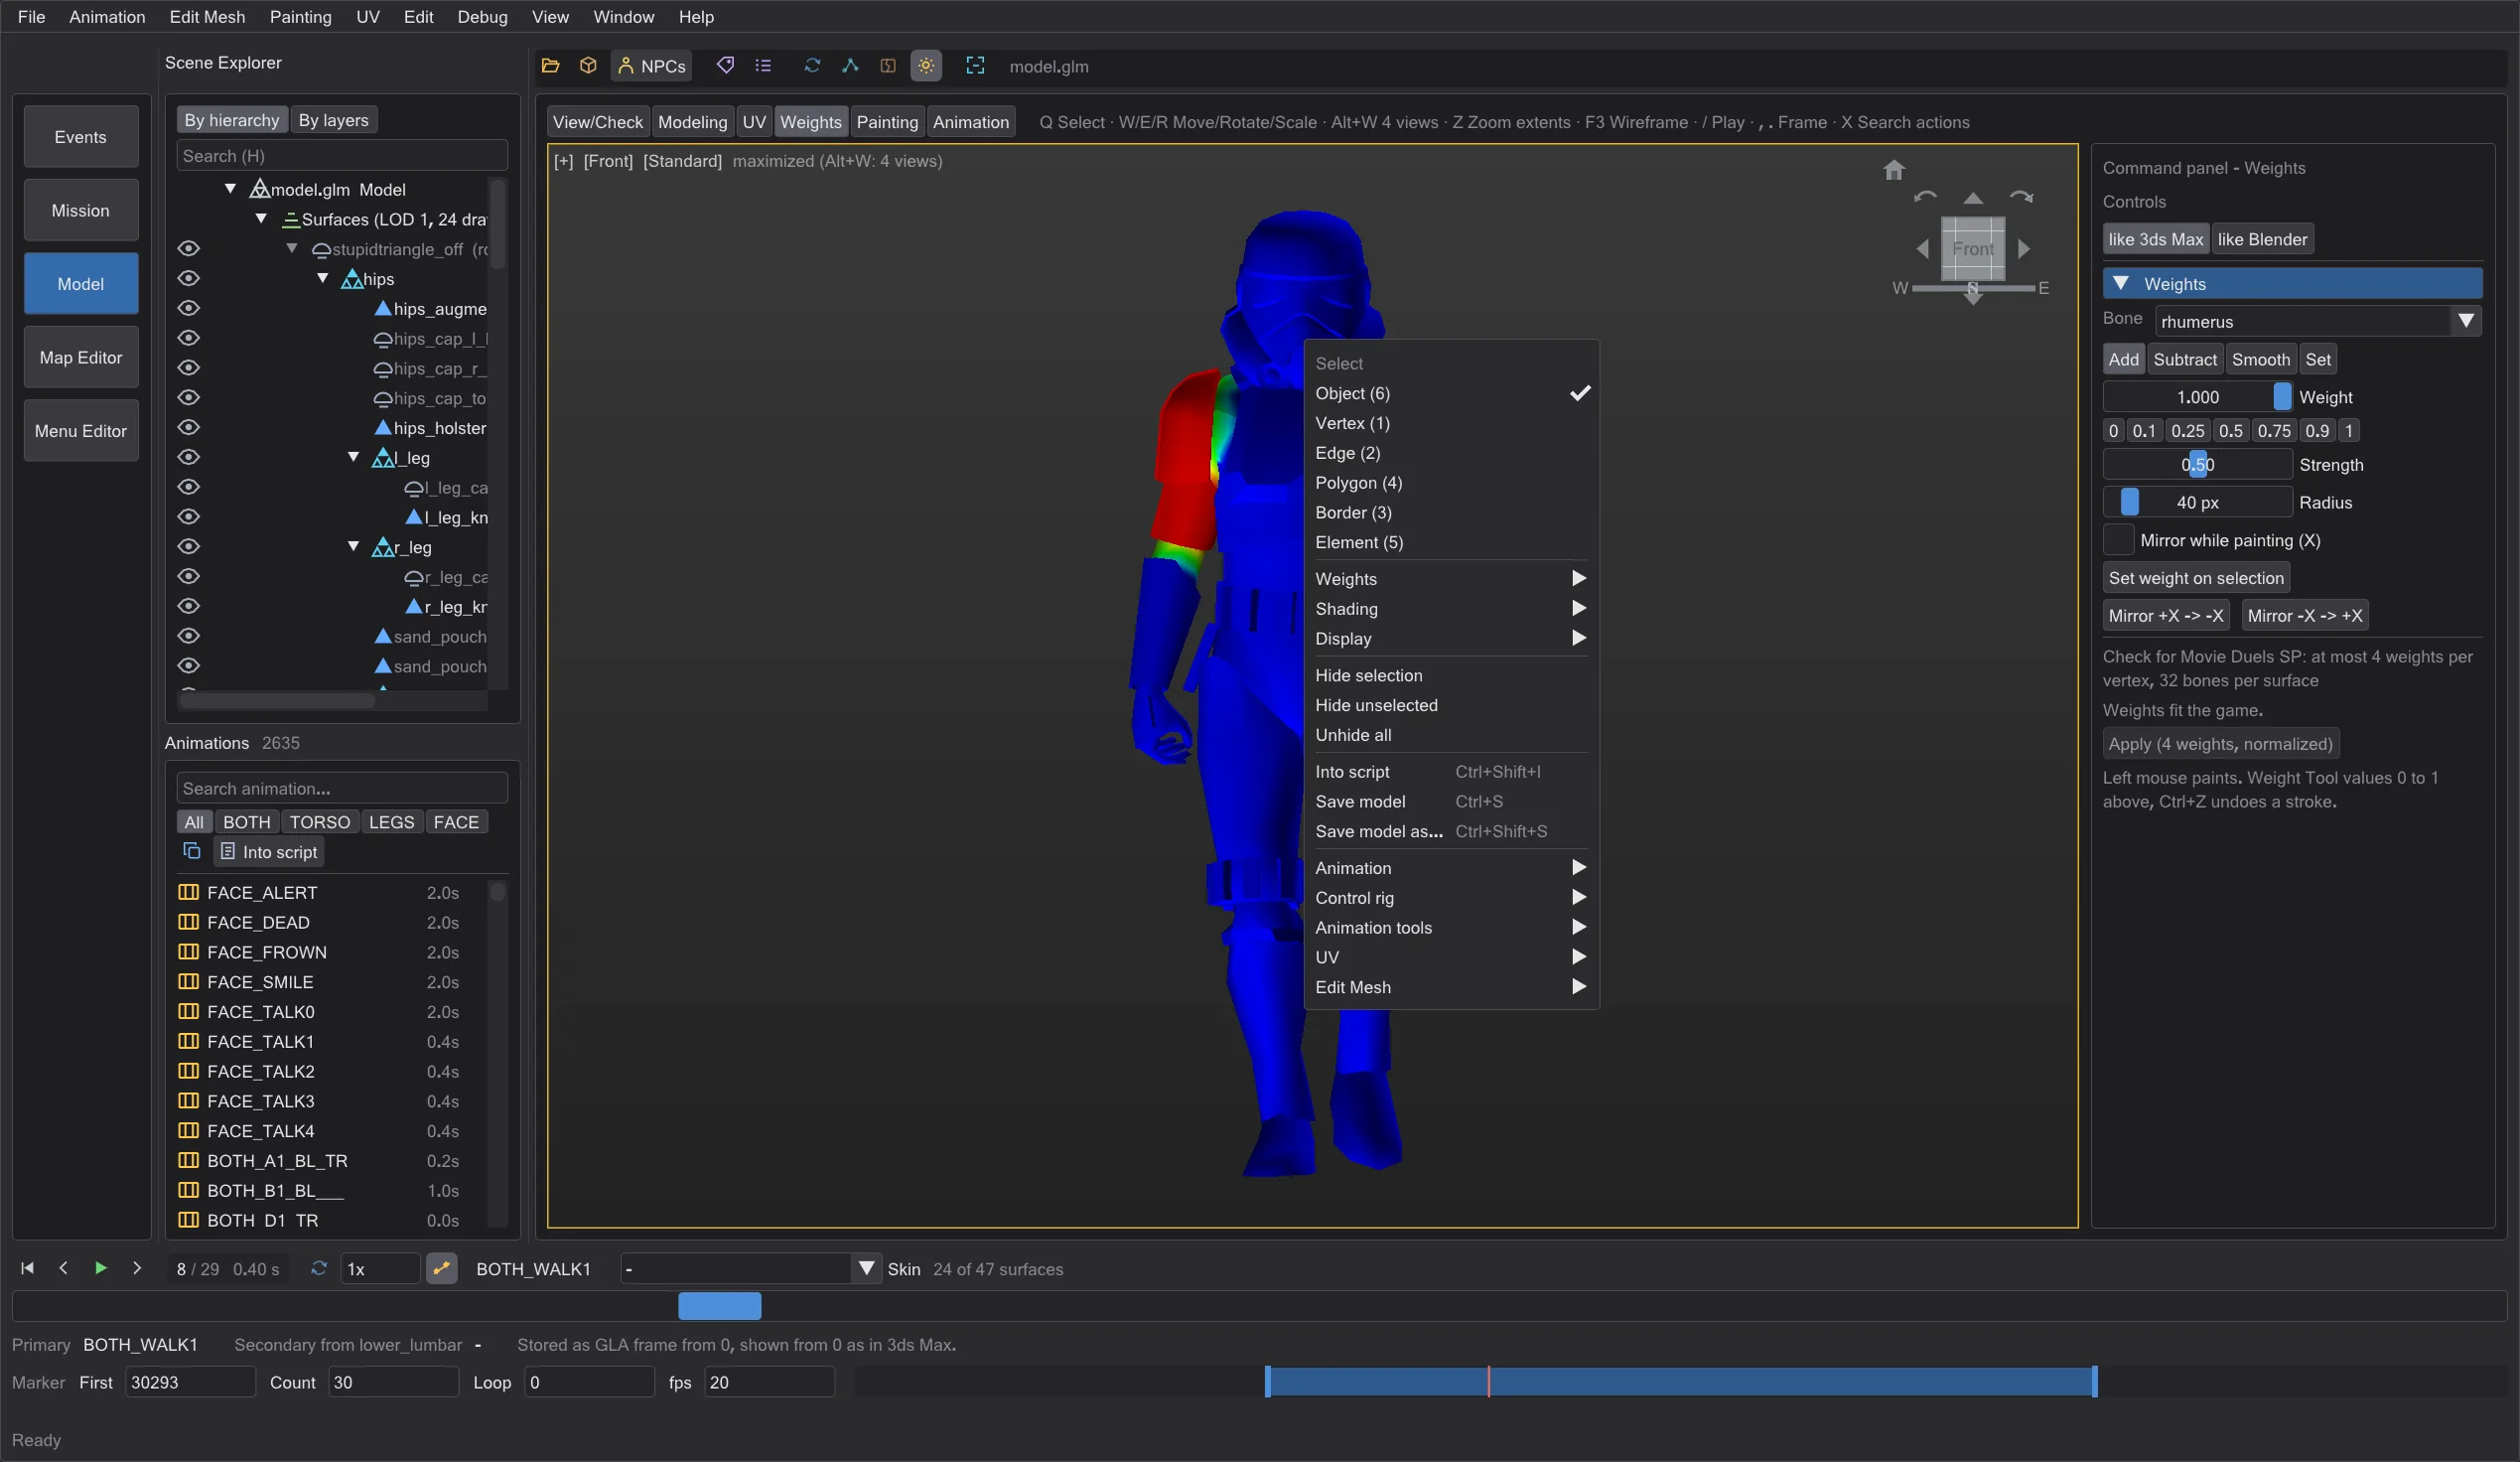 File Animation Edit Mesh Painting UV Edit Debug View Window Help
Scene Explorer
NPCs
model.glm
Events
Mission
Model
Map Editor
Menu Editor
By hierarchy By layers
Search (H)
model.glm Model
Surfaces (LOD 1, 24 dra
stupidtriangle_off (r
hips
hips_augme
hips_cap_l_
hips_cap_r_
hips_cap_to
hips_holster
l_leg
l_leg_ca
l_leg_kn
r_leg
r_leg_ca
r_leg_kr
sand_pouch
sand_pouch
Animations 2635
Search animation...
All BOTH TORSO LEGS FACE
Into script
FACE_ALERT 2.0s
FACE_DEAD 2.0s
FACE_FROWN 2.0s
FACE_SMILE 2.0s
FACE_TALK0 2.0s
FACE_TALK1 0.4s
FACE_TALK2 0.4s
FACE_TALK3 0.4s
FACE_TALK4 0.4s
BOTH_A1_BL_TR 0.2s
BOTH_B1_BL___ 1.0s
BOTH_D1_TR 0.0s
View/Check Modeling UV Weights Painting Animation Q Select · W/E/R Move/Rotate/Scale · Alt+W 4 views · Z Zoom extents · F3 Wireframe · / Play · , . Frame · X Search actions
[+] [Front] [Standard] maximized (Alt+W: 4 views)
Front
W S E
Select
Object (6)
Vertex (1)
Edge (2)
Polygon (4)
Border (3)
Element (5)
Weights
Shading
Display
Hide selection
Hide unselected
Unhide all
Into script Ctrl+Shift+I
Save model Ctrl+S
Save model as... Ctrl+Shift+S
Animation
Control rig
Animation tools
UV
Edit Mesh
Command panel - Weights
Controls
like 3ds Max like Blender
Weights
Bone rhumerus
Add Subtract Smooth Set
1.000 Weight
0 0.1 0.25 0.5 0.75 0.9 1
0.50 Strength
40 px Radius
Mirror while painting (X)
Set weight on selection
Mirror +X -> -X Mirror -X -> +X
Check for Movie Duels SP: at most 4 weights per
vertex, 32 bones per surface
Weights fit the game.
Apply (4 weights, normalized)
Left mouse paints. Weight Tool values 0 to 1
above, Ctrl+Z undoes a stroke.
8 / 29 0.40 s 1x BOTH_WALK1 - Skin 24 of 47 surfaces
Primary BOTH_WALK1 Secondary from lower_lumbar - Stored as GLA frame from 0, shown from 0 as in 3ds Max.
Marker First 30293 Count 30 Loop 0 fps 20
Ready